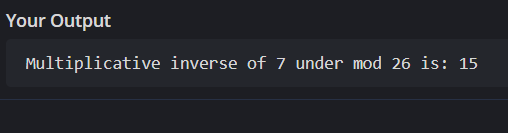 Your Output
Multiplicative inverse of 7 under mod 26 is: 15